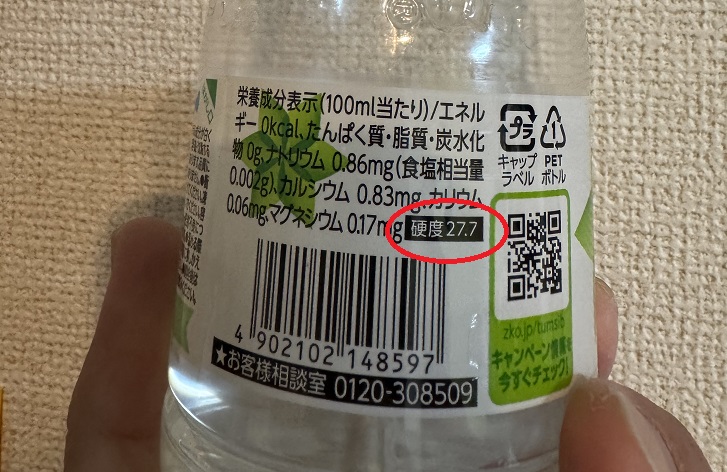 栄養成分表示(100ml当たり)/エネル
ギー 0kcal、たんぱく質・脂質・炭水化
物 0g、ナトリウム 0.86mg(食塩相当量
0.002g)、カルシウム 0.83mg、カリウム
0.06mg、マグネシウム 0.17mg 硬度27.7
プラ
キャップ
ラベル
1
PET
ボトル
4 902102 148597
★お客様相談室 0120-308509
キャンペーン情報を
今すぐチェック!